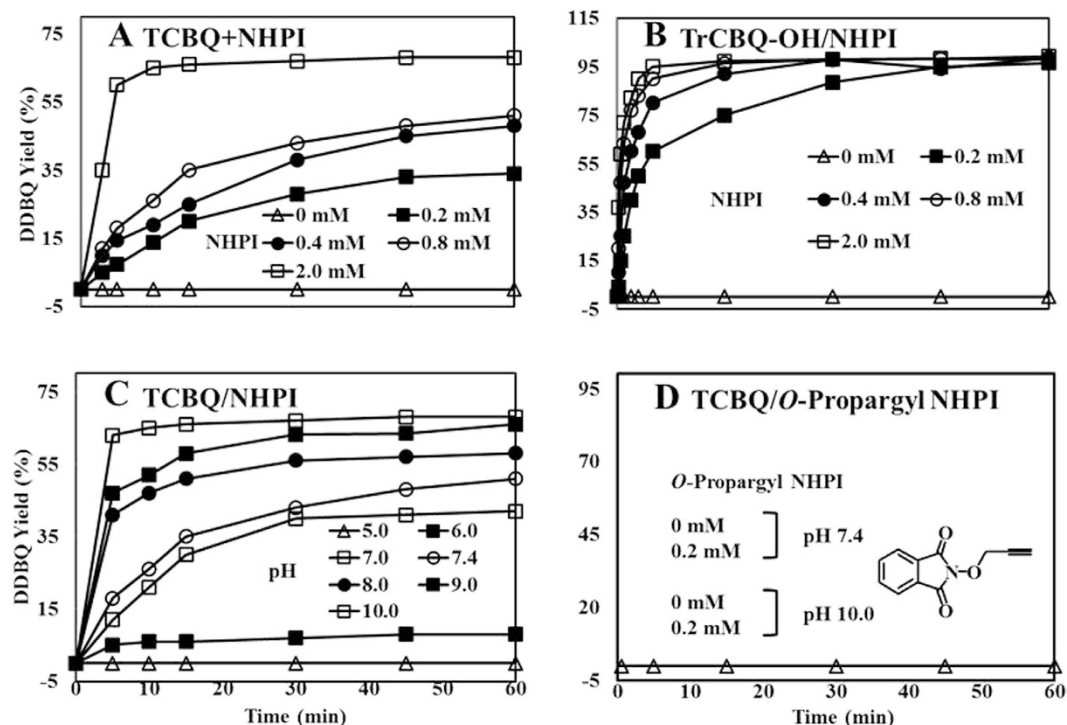 A TCBQ+NHPI
DDBQ Yield (%)
75
55
35
15
-5
NHPI
0 mM 0.2 mM
0.4 mM 0.8 mM
2.0 mM
B TrCBQ-OH/NHPI
115
95
75
55
35
15
-5
NHPI
0 mM 0.2 mM
0.4 mM 0.8 mM
2.0 mM
C TCBQ/NHPI
DDBQ Yield (%)
75
55
35
15
-5
pH
5.0 6.0
7.0 7.4
8.0 9.0
10.0
0 10 20 30 40 50 60
Time (min)
D TCBQ/O-Propargyl NHPI
95
70
45
20
-5
O-Propargyl NHPI
0 mM
0.2 mM
pH 7.4
0 mM
0.2 mM
pH 10.0
O
N-O
O
0 10 20 30 40 50 60
Time (min)